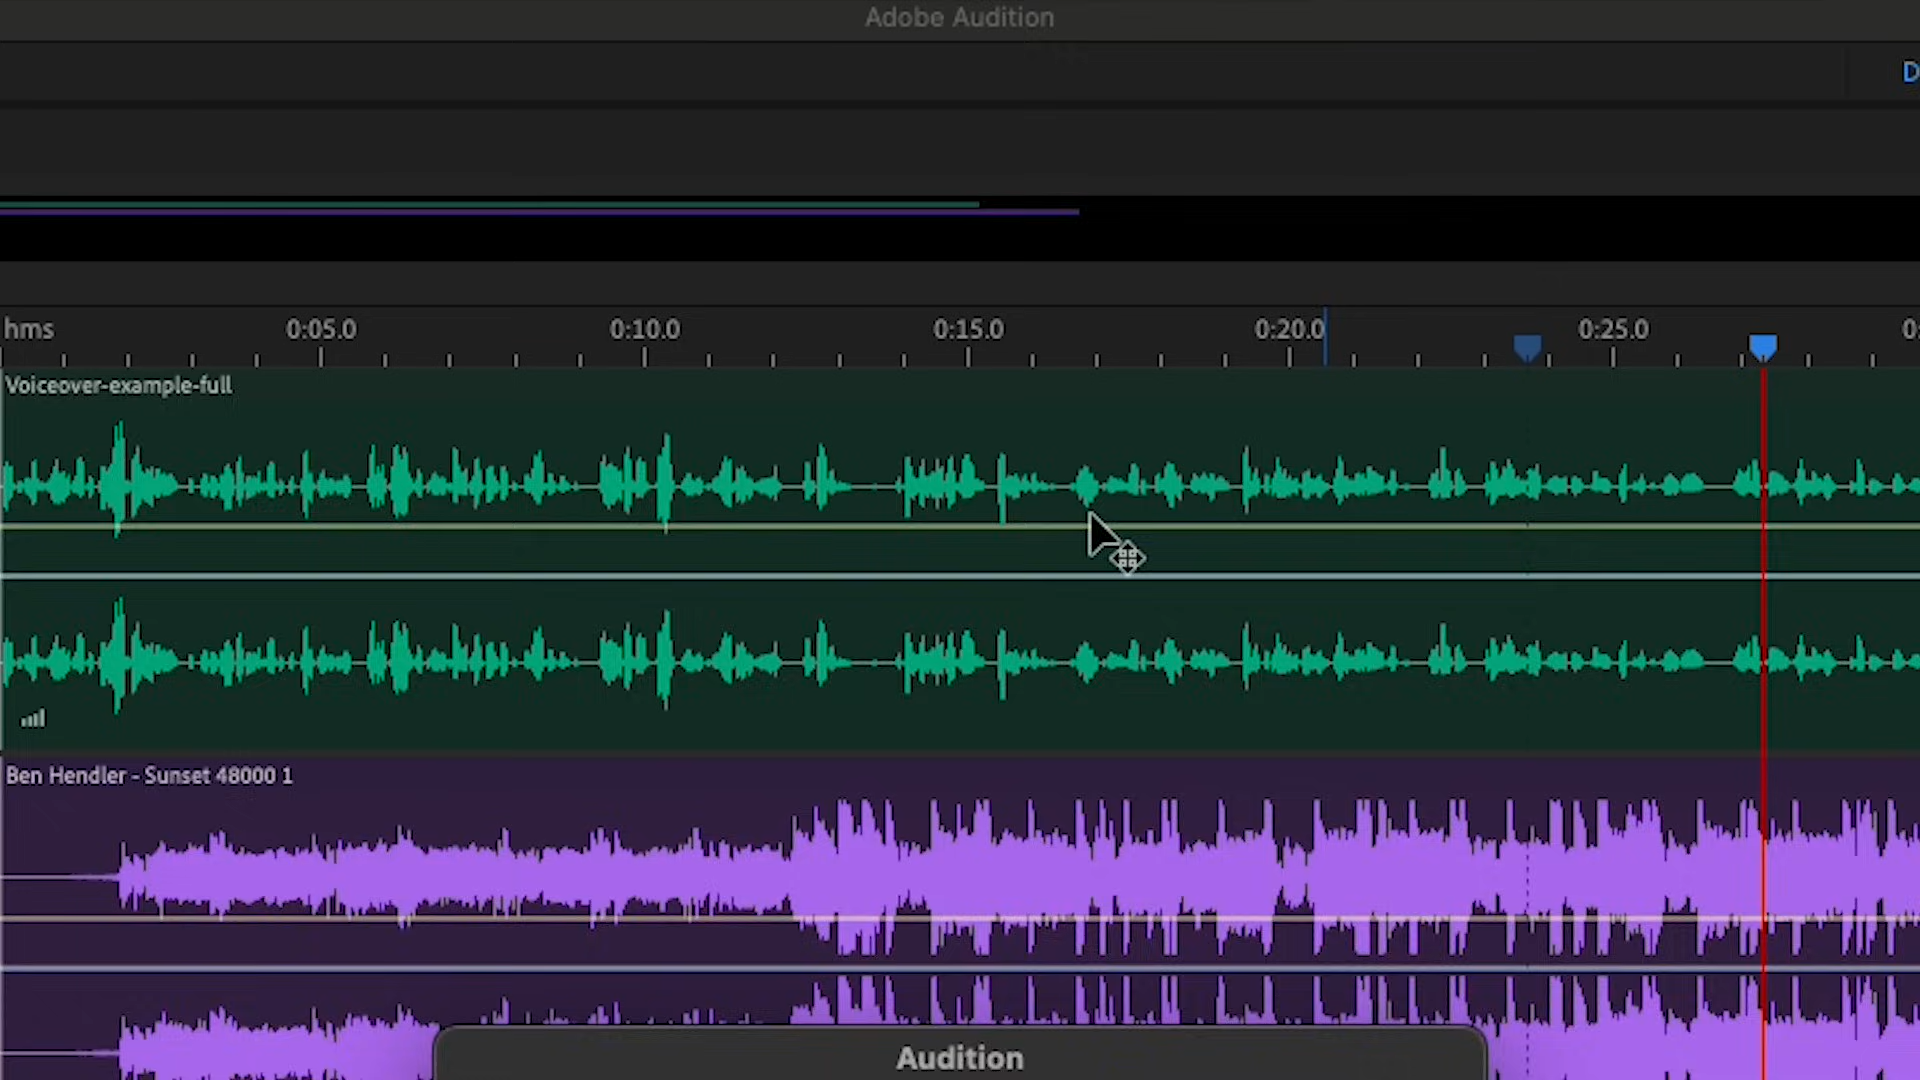 Adobe Audition
D
hms 0:05.0 0:10.0 0:15.0 0:20.0 0:25.0 0:
Voiceover-example-full
Ben Hendler - Sunset 48000 1
Audition